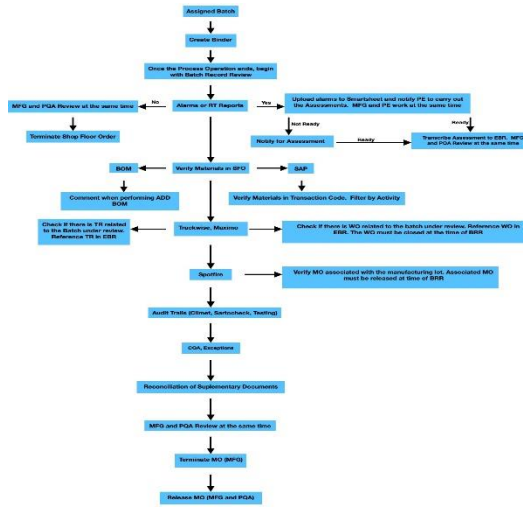 Assigned Batch
Create Binder
Once the Process Operation ends, begin
with Batch Record Review
MFG and PQA Review at the same time
No
Alarms or RT Reports
Yes
Upload alarms to Smartsheet and notify PE to carry out
the Assessments. MFG and PE work at the same time
Terminate Shop Floor Order
Not Ready
Ready
Notify for Assessment
Ready
Transcribe Assessment to EBR. MFG
and PQA Review at the same time
BOM
Verify Materials in SFO
SAP
Comment when performing ADD
BOM
Verify Materials in Transaction Code. Filter by Activity
Check if there is TR related
to the Batch under review.
Reference TR in EBR
Truckwise, Maximo
Check if there is WO related to the batch under review. Reference WO in
EBR. The WO must be closed at the time of BRR
Spotfire
Verify MO associated with the manufacturing lot. Associated MO
must be released at time of BRR
Audit Trails (Climet, Sartocheck, Testing)
COA, Exceptions
Reconciliation of Suplementary Documents
MFG and PQA Review at the same time
Terminate MO (MFG)
Release MO (MFG and PQA)